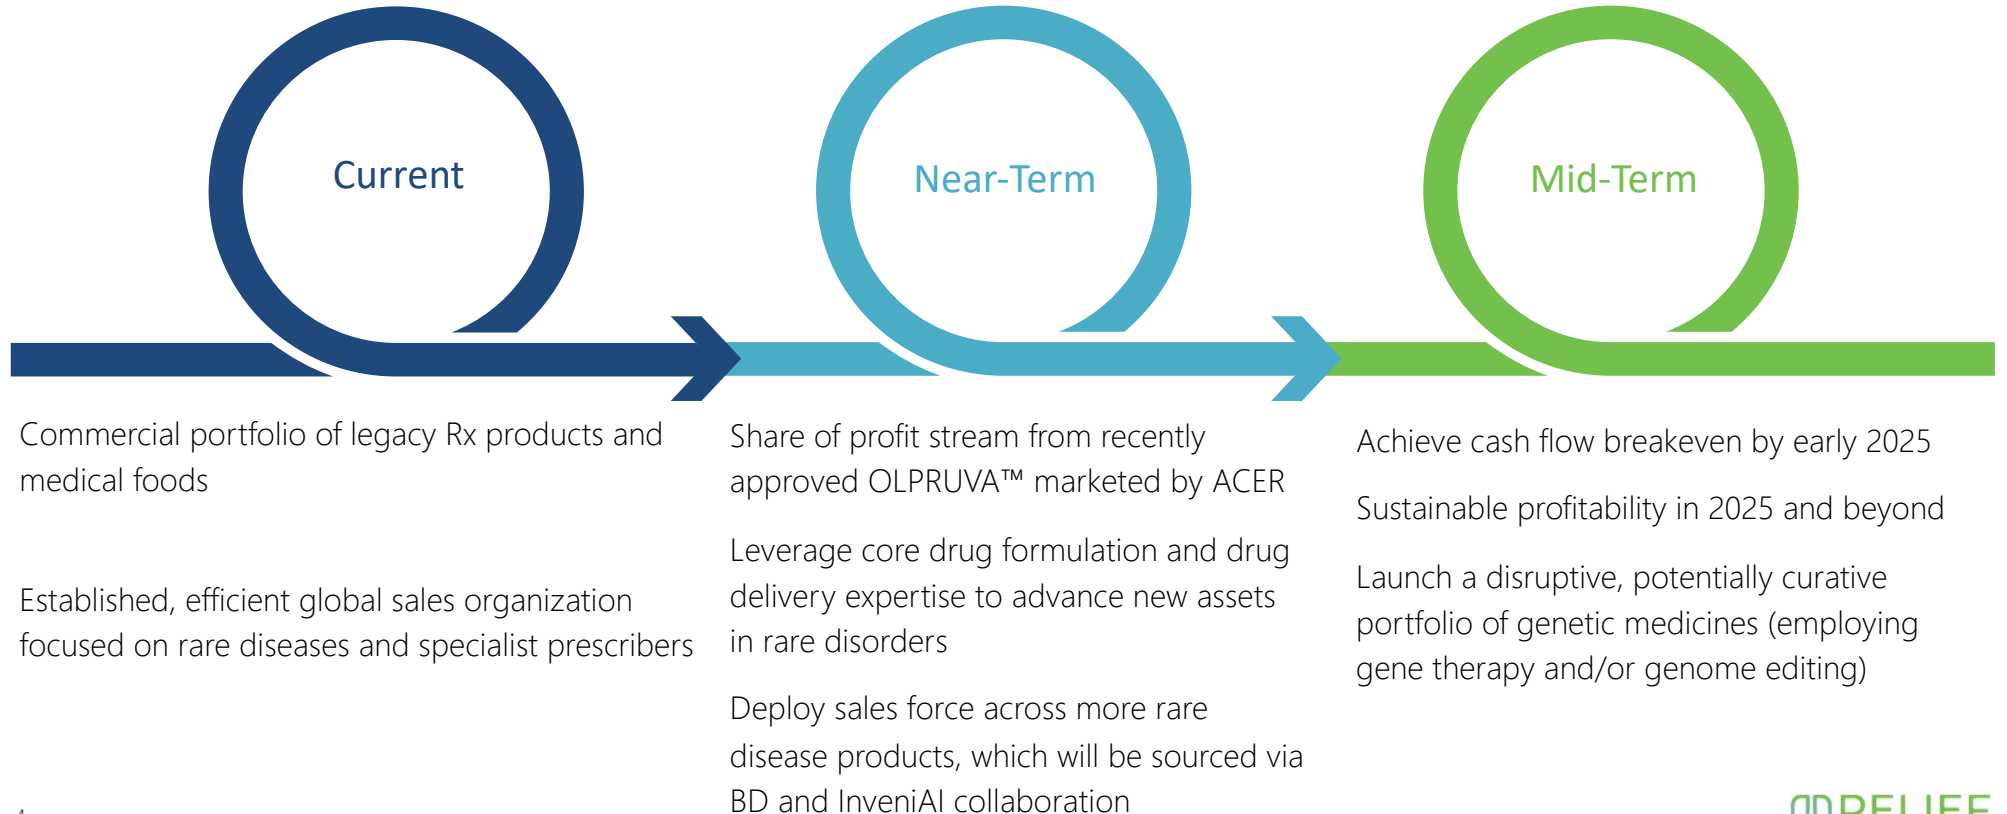 Current
Near-Term
Mid-Term
Commercial portfolio of legacy Rx products and
medical foods
Established, efficient global sales organization
focused on rare diseases and specialist prescribers
Share of profit stream from recently
approved OLPRUVA™ marketed by ACER
Leverage core drug formulation and drug
delivery expertise to advance new assets
in rare disorders
Deploy sales force across more rare
disease products, which will be sourced via
BD and InveniAI collaboration
Achieve cash flow breakeven by early 2025
Sustainable profitability in 2025 and beyond
Launch a disruptive, potentially curative
portfolio of genetic medicines (employing
gene therapy and/or genome editing)
RELIEF